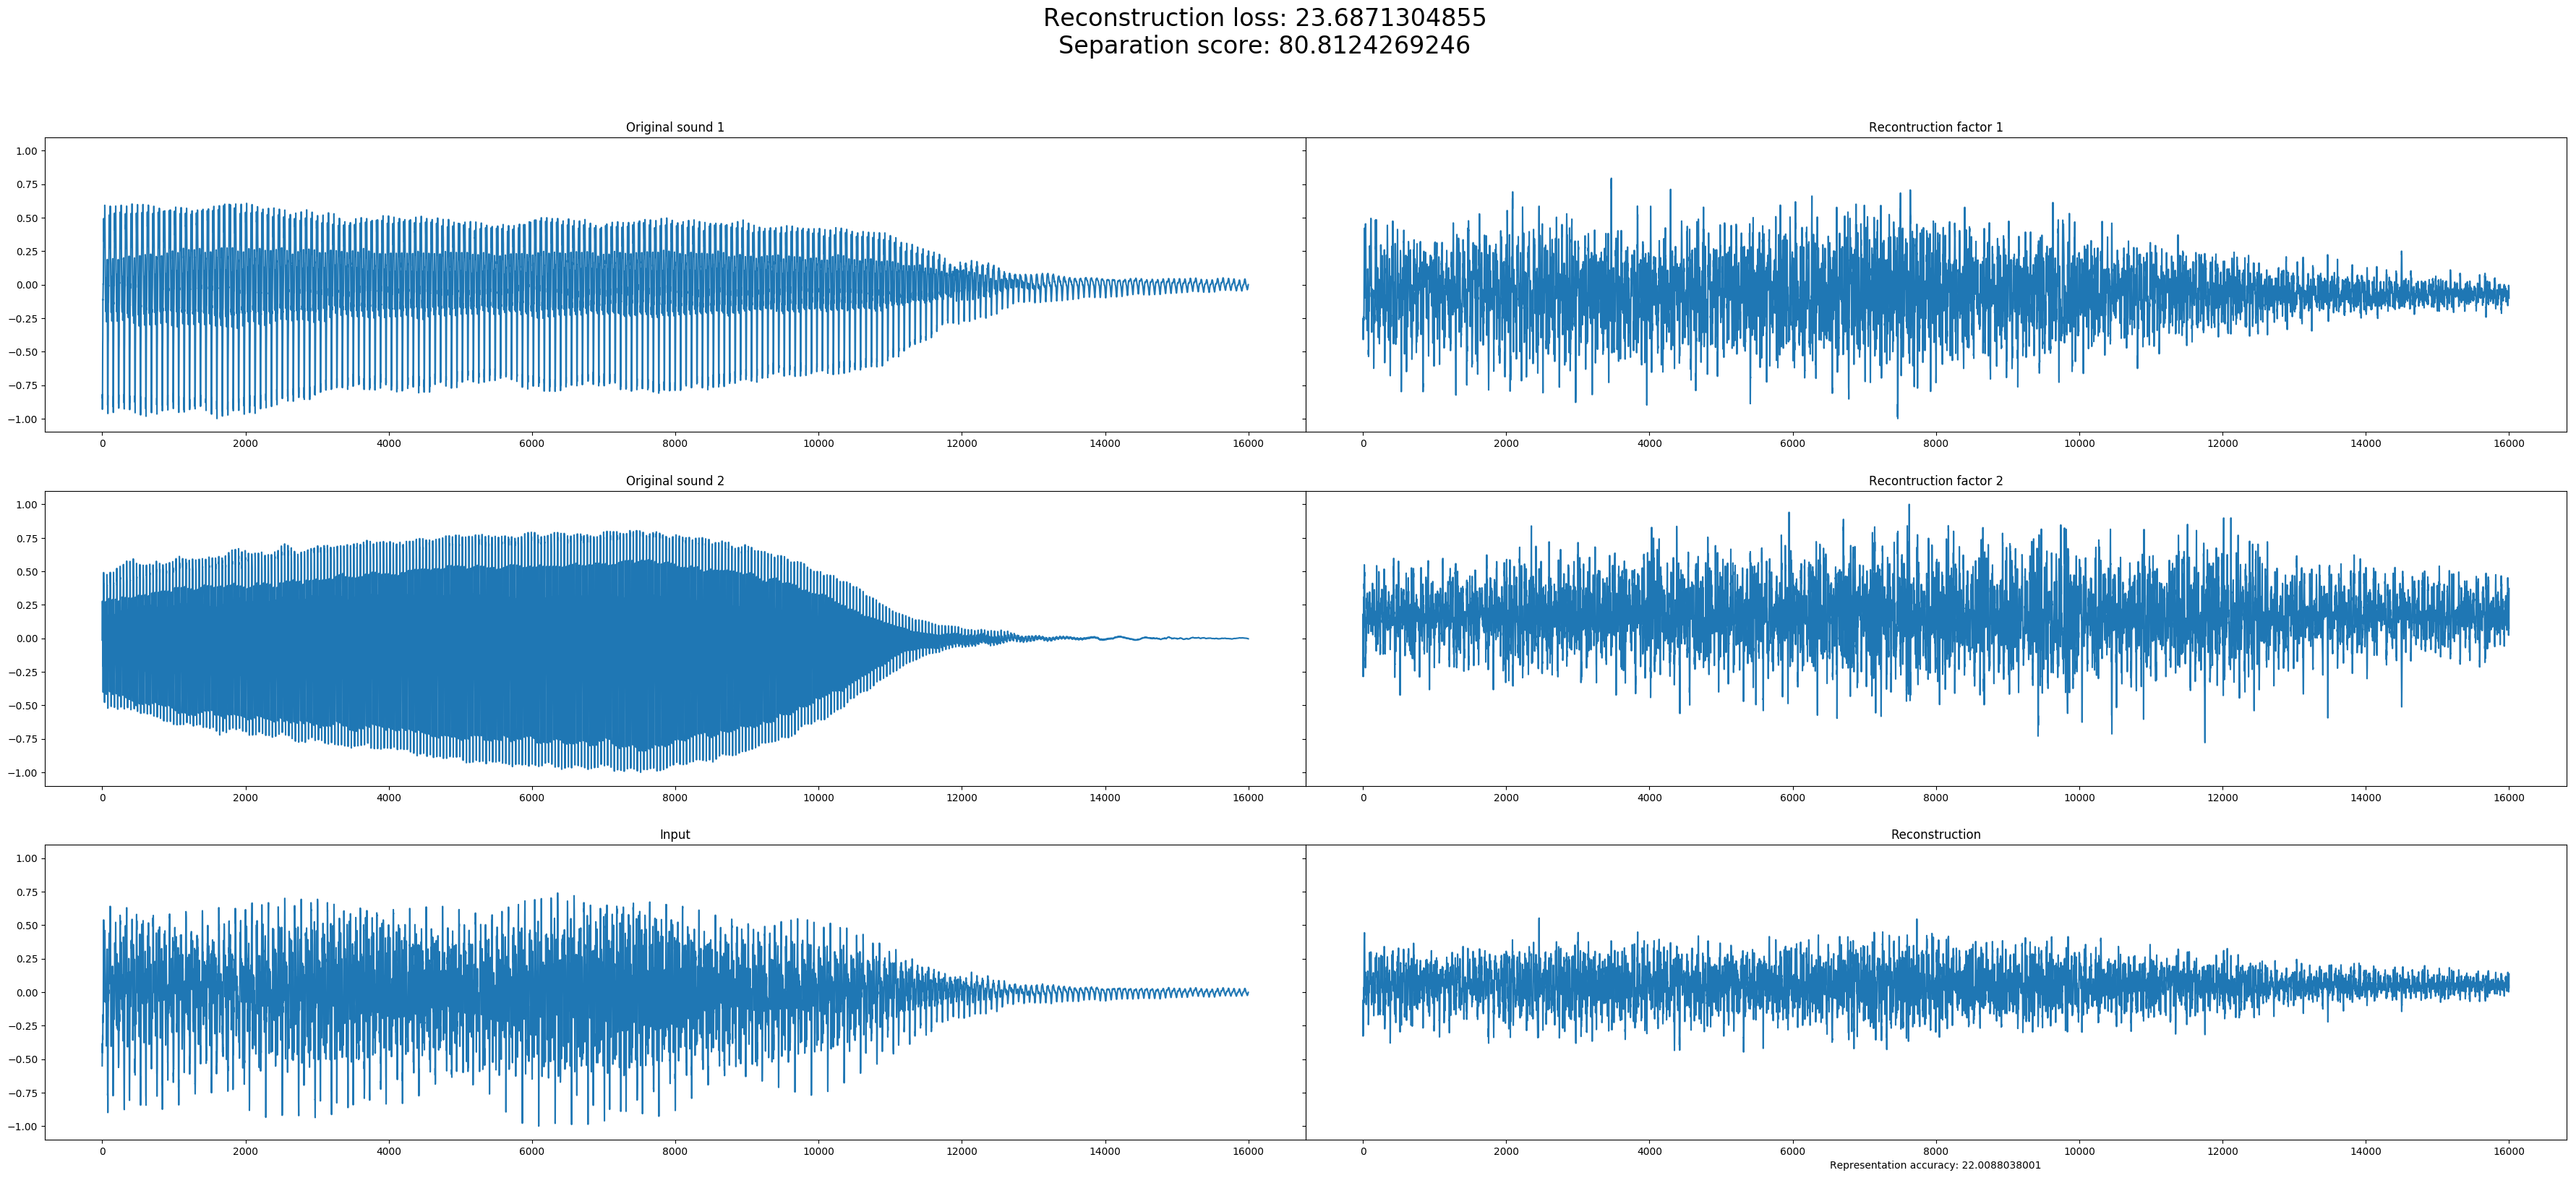 Reconstruction loss: 23.6871304855
Separation score: 80.8124269246
Original sound 1
Recontruction factor 1
1.00
0.75
0.50
0.25
0.00
−0.25
−0.50
−0.75
−1.00
0 2000 4000 6000 8000 10000 12000 14000 16000
0 2000 4000 6000 8000 10000 12000 14000 16000
Original sound 2
Recontruction factor 2
1.00
0.75
0.50
0.25
0.00
−0.25
−0.50
−0.75
−1.00
0 2000 4000 6000 8000 10000 12000 14000 16000
0 2000 4000 6000 8000 10000 12000 14000 16000
Input
Reconstruction
1.00
0.75
0.50
0.25
0.00
−0.25
−0.50
−0.75
−1.00
0 2000 4000 6000 8000 10000 12000 14000 16000
0 2000 4000 6000 8000 10000 12000 14000 16000
Representation accuracy: 22.0088038001